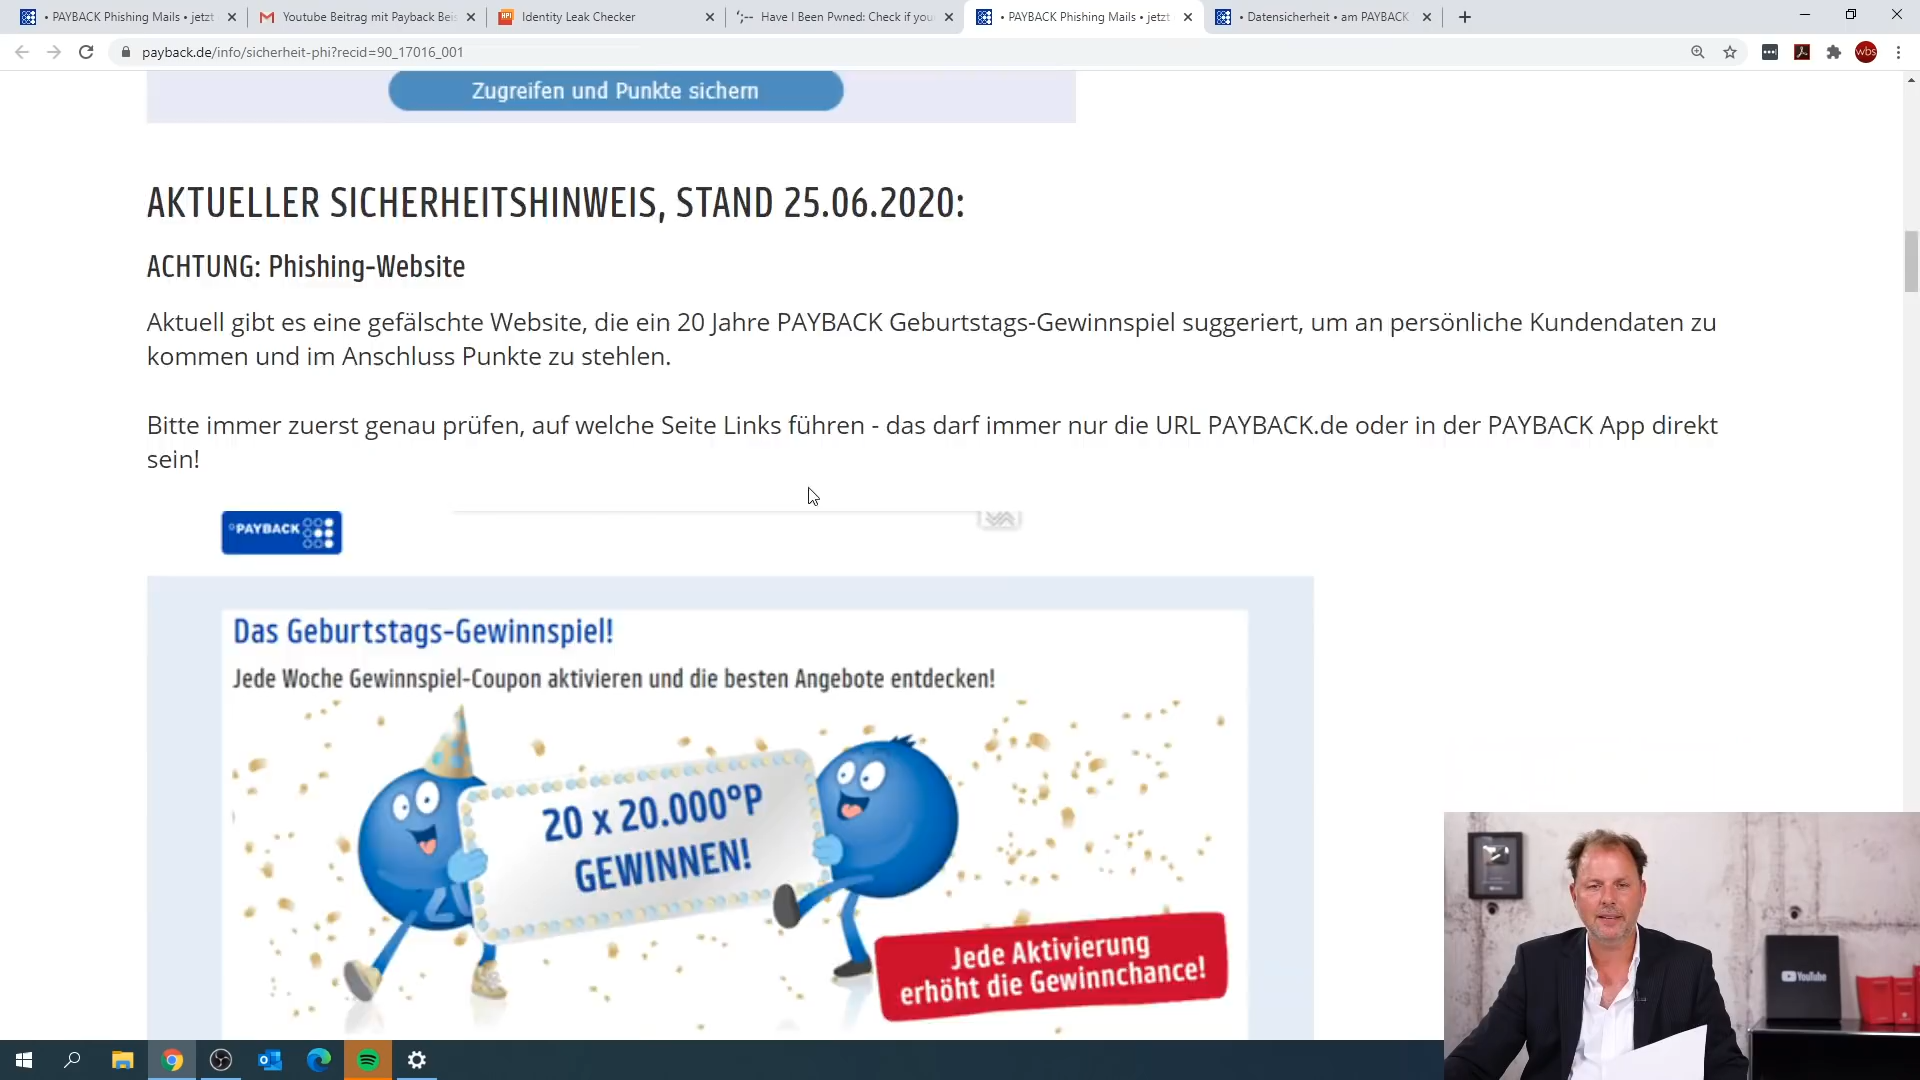 • PAYBACK Phishing Mails • jetzt
Youtube Beitrag mit Payback Bei
Identity Leak Checker
Have I Been Pwned: Check if you
• PAYBACK Phishing Mails • jetzt
• Datensicherheit • am PAYBACK
payback.de/info/sicherheit-phi?recid=90_17016_001
wbs
Zugreifen und Punkte sichern
AKTUELLER SICHERHEITSHINWEIS, STAND 25.06.2020:
ACHTUNG: Phishing-Website
Aktuell gibt es eine gefälschte Website, die ein 20 Jahre PAYBACK Geburtstags-Gewinnspiel suggeriert, um an persönliche Kundendaten zu
kommen und im Anschluss Punkte zu stehlen.
Bitte immer zuerst genau prüfen, auf welche Seite Links führen - das darf immer nur die URL PAYBACK.de oder in der PAYBACK App direkt
sein!
°PAYBACK
Das Geburtstags-Gewinnspiel!
Jede Woche Gewinnspiel-Coupon aktivieren und die besten Angebote entdecken!
20 x 20.000°P
GEWINNEN!
20
Jede Aktivierung
erhöht die Gewinnchance!
YouTube